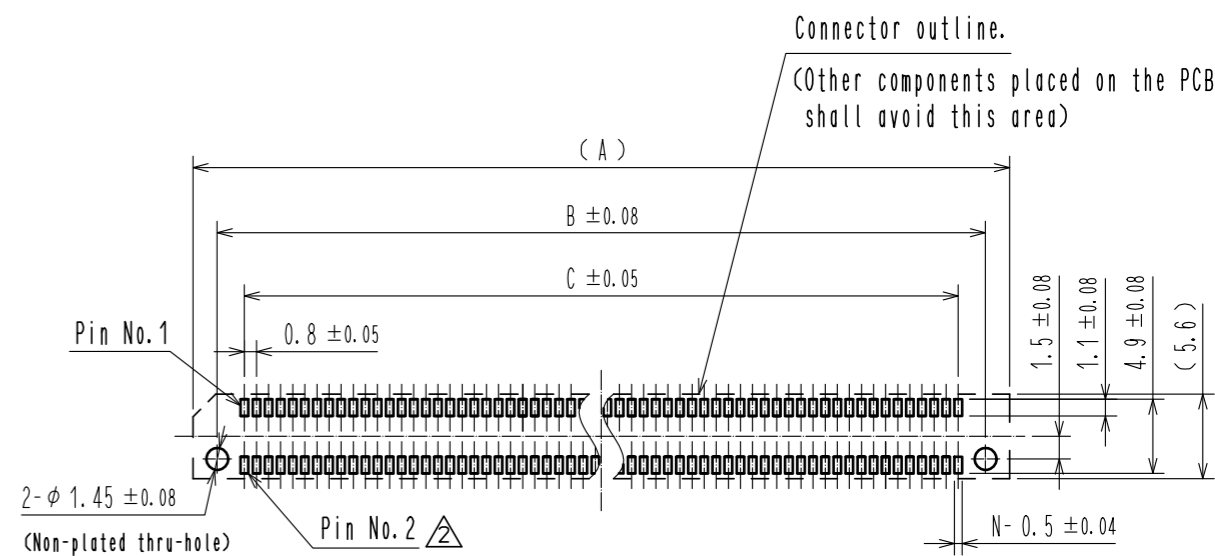 Connector outline.
(Other components placed on the PCB
shall avoid this area)
(A)
B ±0.08
C ±0.05
Pin No.1
0.8 ±0.05
1.5 ±0.08
1.1 ±0.08
4.9 ±0.08
(5.6)
2-φ 1.45 ±0.08
(Non-plated thru-hole)
Pin No.2 2
N- 0.5 ±0.04